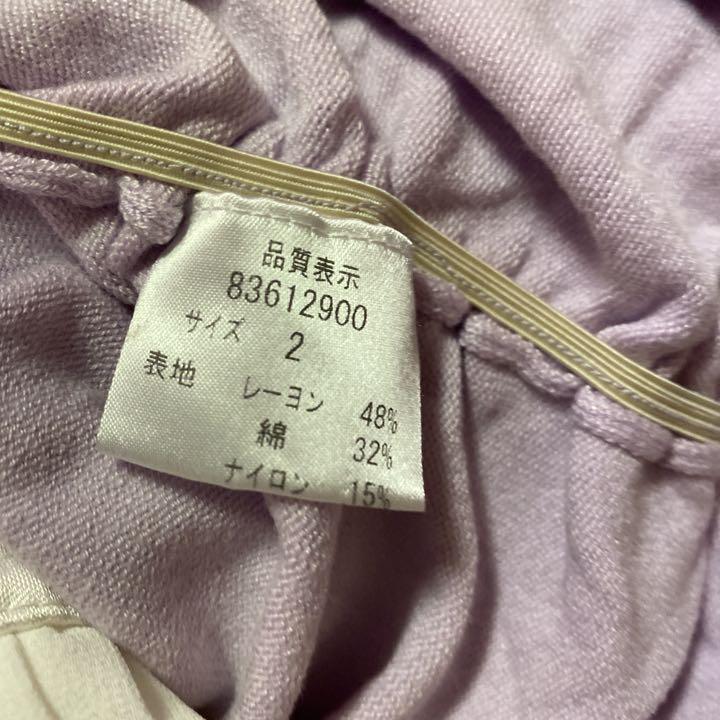 品質表示
83612900
サイズ 2
表地 レーヨン 48%
綿 32%
ナイロン 15%